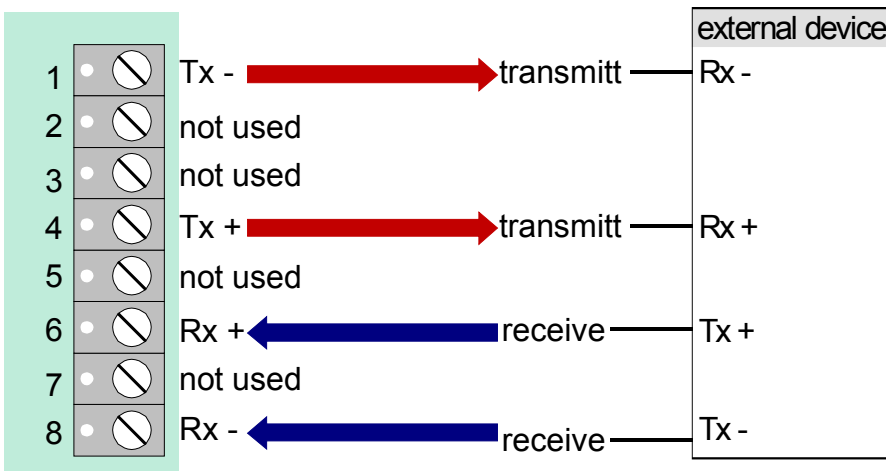 external device
1 Tx - transmitt Rx -
2 not used
3 not used
4 Tx + transmitt Rx +
5 not used
6 Rx + receive Tx +
7 not used
8 Rx - receive Tx -